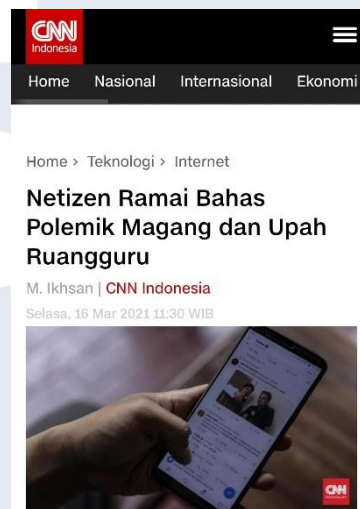 CNN
Indonesia
Home Nasional Internasional Ekonomi
Home > Teknologi > Internet
Netizen Ramai Bahas
Polemik Magang dan Upah
Ruangguru
M. Ikhsan | CNN Indonesia
Selasa, 16 Mar 2021 11:30 WIB
CNN